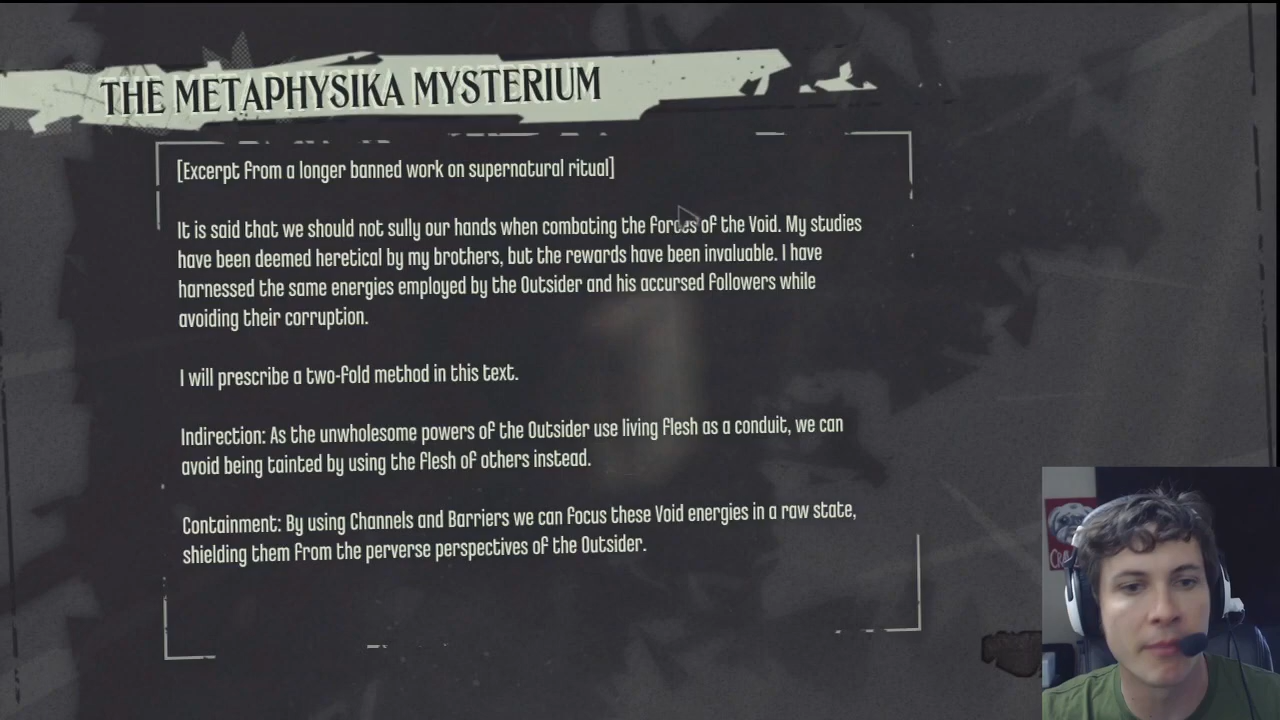 THE METAPHYSIKA MYSTERIUM
[Excerpt from a longer banned work on supernatural ritual]
It is said that we should not sully our hands when combating the forces of the Void. My studies
have been deemed heretical by my brothers, but the rewards have been invaluable. I have
harnessed the same energies employed by the Outsider and his accursed followers while
avoiding their corruption.
I will prescribe a two-fold method in this text.
Indirection: As the unwholesome powers of the Outsider use living flesh as a conduit, we can
avoid being tainted by using the flesh of others instead.
Containment: By using Channels and Barriers we can focus these Void energies in a raw state,
shielding them from the perverse perspectives of the Outsider.